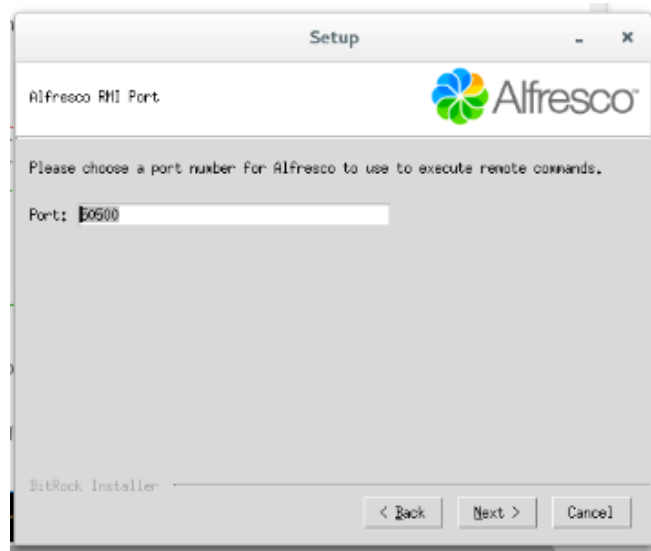 Setup
Alfresco RMI Port
Alfresco™
Please choose a port number for Alfresco to use to execute remote commands.
Port: 50500
BitRock Installer
< Back
Next >
Cancel